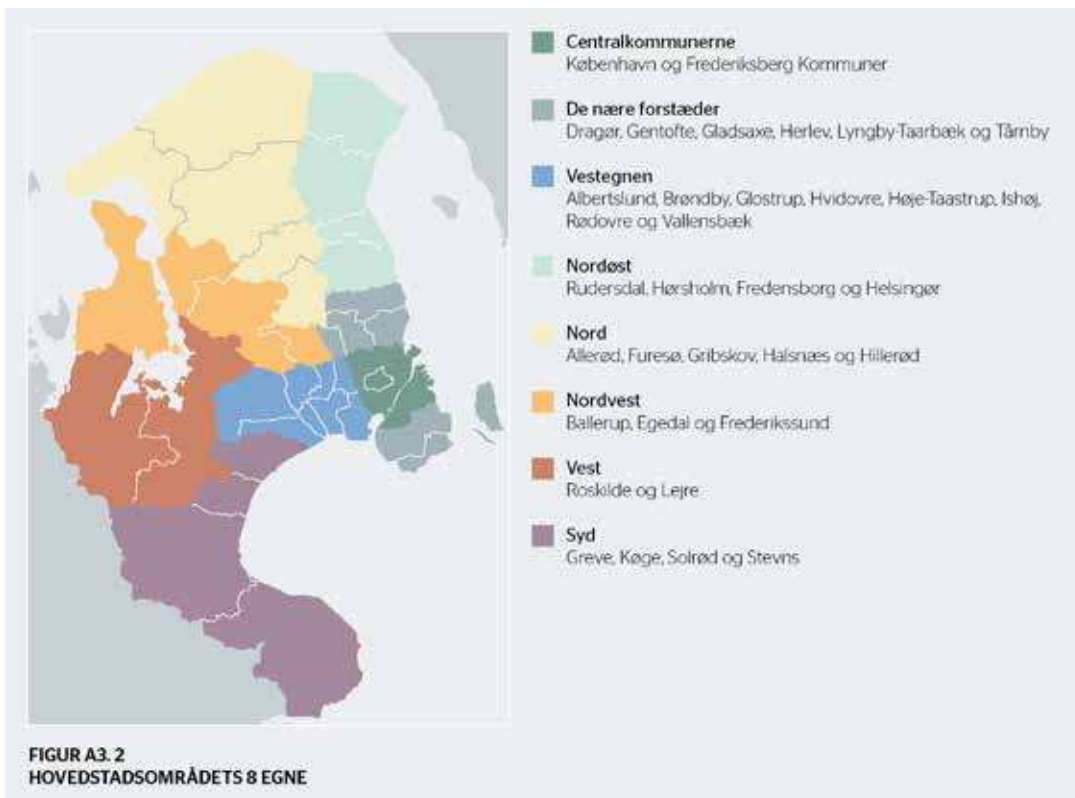 Centralkommunerne
København og Frederiksberg Kommuner
De nære forstæder
Dragør, Gentofte, Gladsaxe, Herlev, Lyngby-Taarbæk og Tårnby
Vestegnen
Albertslund, Brøndby, Glostrup, Hvidovre, Høje-Taastrup, Ishøj,
Rødovre og Vallensbæk
Nordøst
Rudersdal, Hørsholm, Fredensborg og Helsingør
Nord
Allerød, Furesø, Gribskov, Halsnæs og Hillerød
Nordvest
Ballerup, Egedal og Frederikssund
Vest
Roskilde og Lejre
Syd
Greve, Køge, Solrød og Stevns
FIGUR A3. 2
HOVEDSTADSOMRÅDETS 8 EGNE